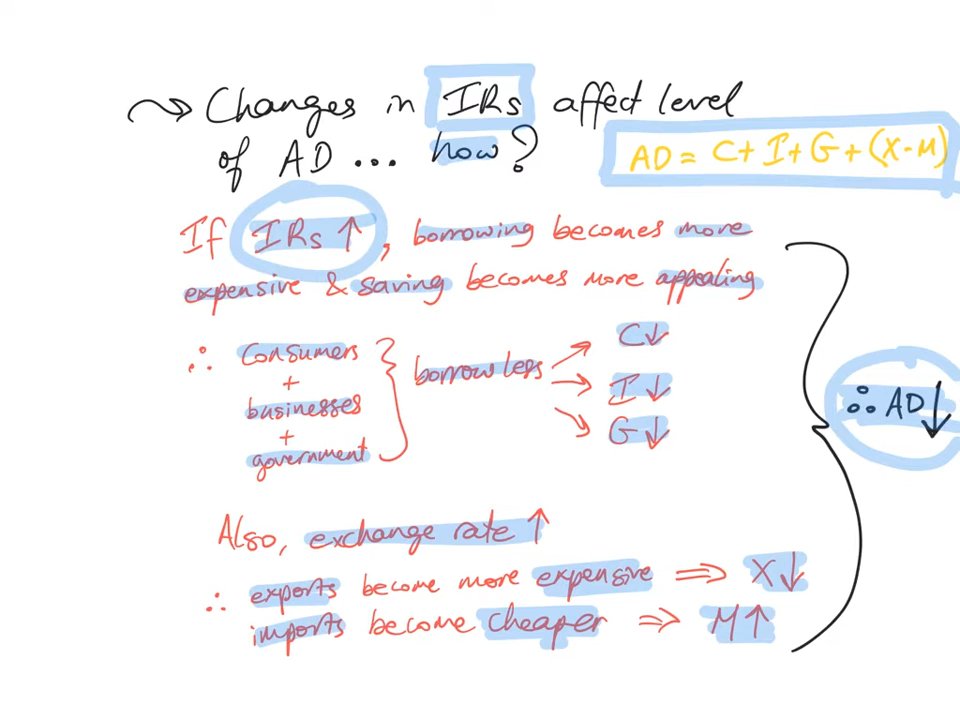 ~> Changes in IRs affect level
of AD ... how?
AD = C + I + G + (X - M)
If IRs ↑, borrowing becomes more
expensive & saving becomes more appealing
∴ consumers
+
businesses
+
government
borrow less
C↓
I↓
G↓
∴ AD↓
Also, exchange rate ↑
∴ exports become more expensive ⇒ X↓
imports become cheaper ⇒ M↑